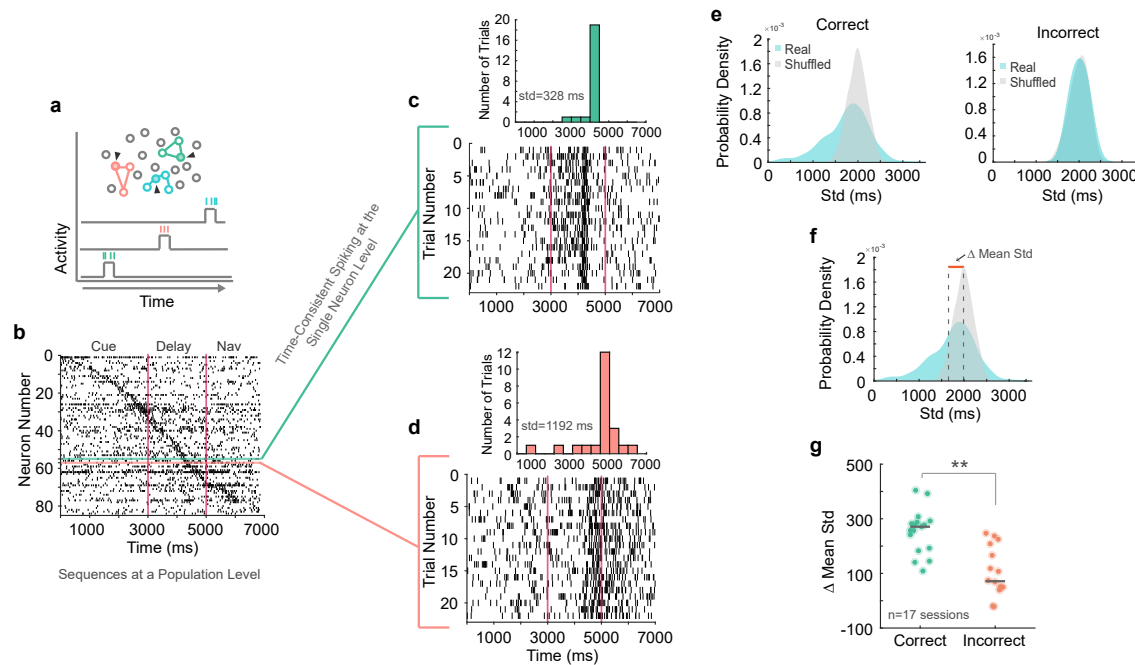 a
Activity
Time
b
Cue Delay Nav
Neuron Number
0
20
40
60
80
1000 3000 5000 7000
Time (ms)
Sequences at a Population Level
Time-Consistent Spiking at the
Single Neuron Level
c
Number of Trials
20
16
12
8
4
0
std=328 ms
1000 3000 5000 7000
Trial Number
0
5
10
15
20
1000 3000 5000 7000
d
Number of Trials
12
10
8
6
4
2
0
std=1192 ms
1000 3000 5000 7000
Trial Number
0
5
10
15
20
1000 3000 5000 7000
Time (ms)
e
Correct
×10⁻³
Probability Density
2
1.6
1.2
0.8
0.4
0
Real
Shuffled
0 1000 2000 3000
Std (ms)
Incorrect
×10⁻³
2
1.6
1.2
0.8
0.4
0
Real
Shuffled
0 1000 2000 3000
Std (ms)
f
×10⁻³
Δ Mean Std
Probability Density
2
1.6
1.2
0.8
0.4
0
0 1000 2000 3000
Std (ms)
g
Δ Mean Std
500
300
100
-100
**
n=17 sessions
Correct Incorrect